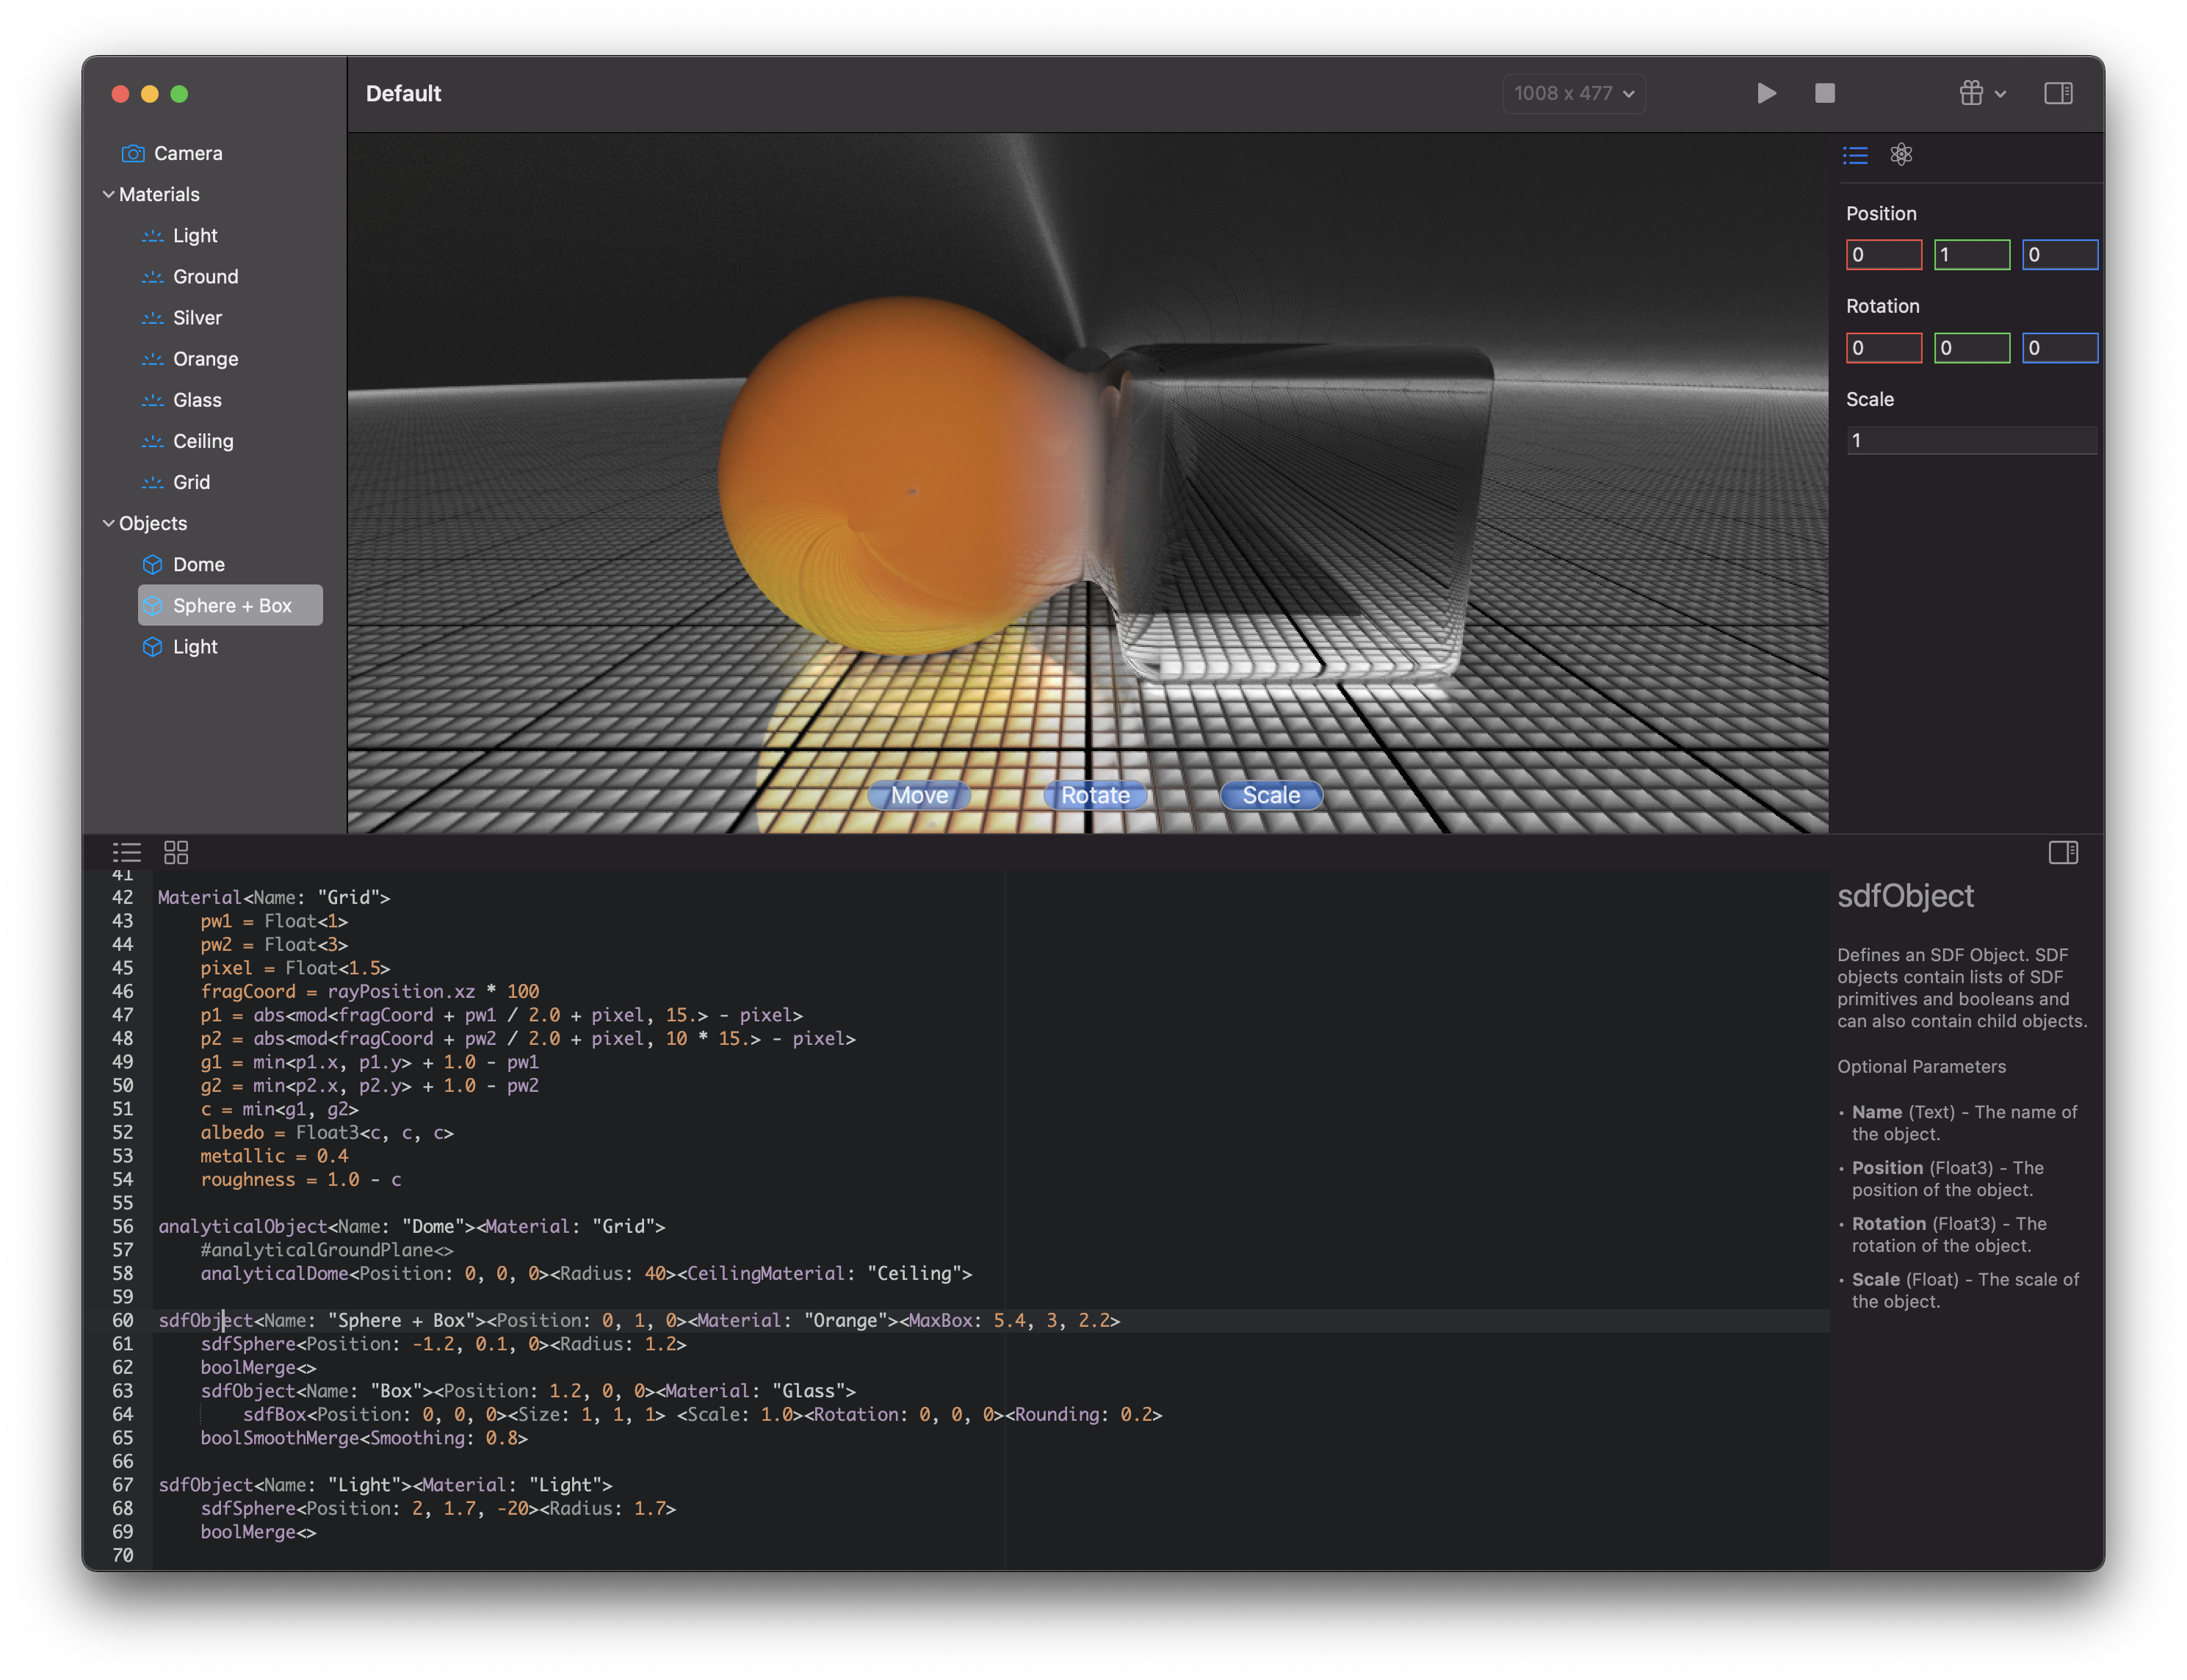 Default
1008 x 477
Camera
Materials
Light
Ground
Silver
Orange
Glass
Ceiling
Grid
Objects
Dome
Sphere + Box
Light
Move
Rotate
Scale
Position
0
1
0
Rotation
0
0
0
Scale
1
41
42 Material<Name: "Grid">
43 pw1 = Float<1>
44 pw2 = Float<3>
45 pixel = Float<1.5>
46 fragCoord = rayPosition.xz * 100
47 p1 = abs<mod<fragCoord + pw1 / 2.0 + pixel, 15.> - pixel>
48 p2 = abs<mod<fragCoord + pw2 / 2.0 + pixel, 10 * 15.> - pixel>
49 g1 = min<p1.x, p1.y> + 1.0 - pw1
50 g2 = min<p2.x, p2.y> + 1.0 - pw2
51 c = min<g1, g2>
52 albedo = Float3<c, c, c>
53 metallic = 0.4
54 roughness = 1.0 - c
55
56 analyticalObject<Name: "Dome"><Material: "Grid">
57 #analyticalGroundPlane<>
58 analyticalDome<Position: 0, 0, 0><Radius: 40><CeilingMaterial: "Ceiling">
59
60 sdfObject<Name: "Sphere + Box"><Position: 0, 1, 0><Material: "Orange"><MaxBox: 5.4, 3, 2.2>
61 sdfSphere<Position: -1.2, 0.1, 0><Radius: 1.2>
62 boolMerge<>
63 sdfObject<Name: "Box"><Position: 1.2, 0, 0><Material: "Glass">
64 sdfBox<Position: 0, 0, 0><Size: 1, 1, 1> <Scale: 1.0><Rotation: 0, 0, 0><Rounding: 0.2>
65 boolSmoothMerge<Smoothing: 0.8>
66
67 sdfObject<Name: "Light"><Material: "Light">
68 sdfSphere<Position: 2, 1.7, -20><Radius: 1.7>
69 boolMerge<>
70
sdfObject
Defines an SDF Object. SDF
objects contain lists of SDF
primitives and booleans and
can also contain child objects.
Optional Parameters
• Name (Text) - The name of
the object.
• Position (Float3) - The
position of the object.
• Rotation (Float3) - The
rotation of the object.
• Scale (Float) - The scale of
the object.